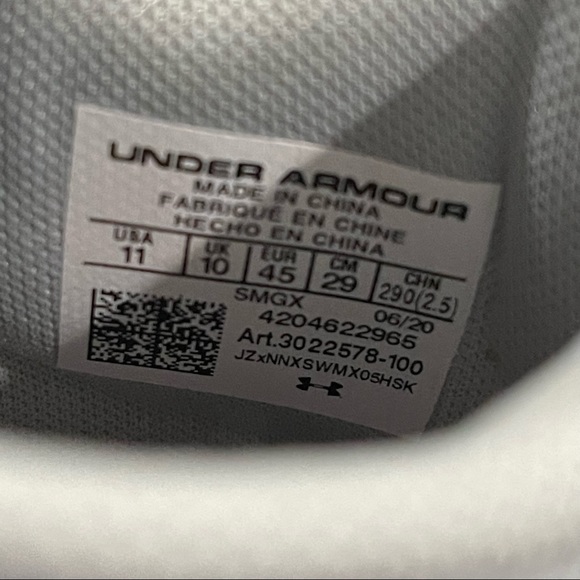 UNDER ARMOUR
MADE IN CHINA
FABRIQUÉ EN CHINE
HECHO EN CHINA
USA UK EUR CM CHN
11 10 45 29 290(2.5)
SMGX 06/20
4204622965
Art.3022578-100
JZxNNXSWMX05HSK